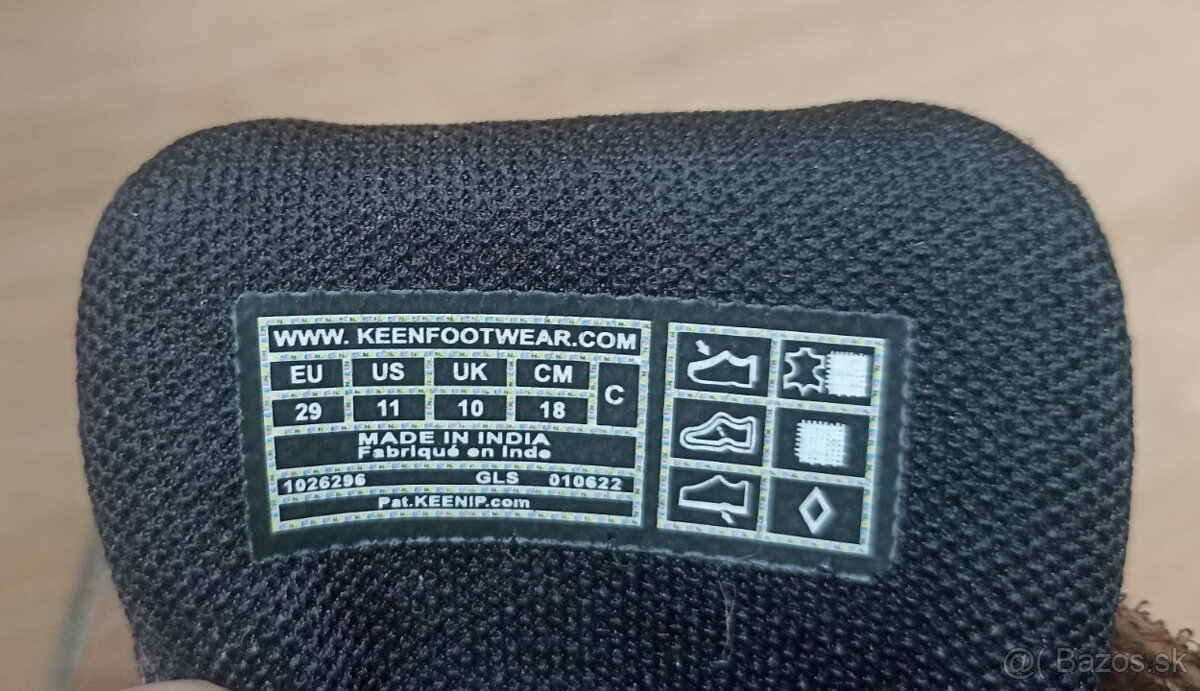 WWW. KEENFOOTWEAR.COM
EU US UK CM C
29 11 10 18
MADE IN INDIA
Fabriqué en Inde
1026296 GLS 010622
Pat.KEENIP.com
@( Bazos.sk